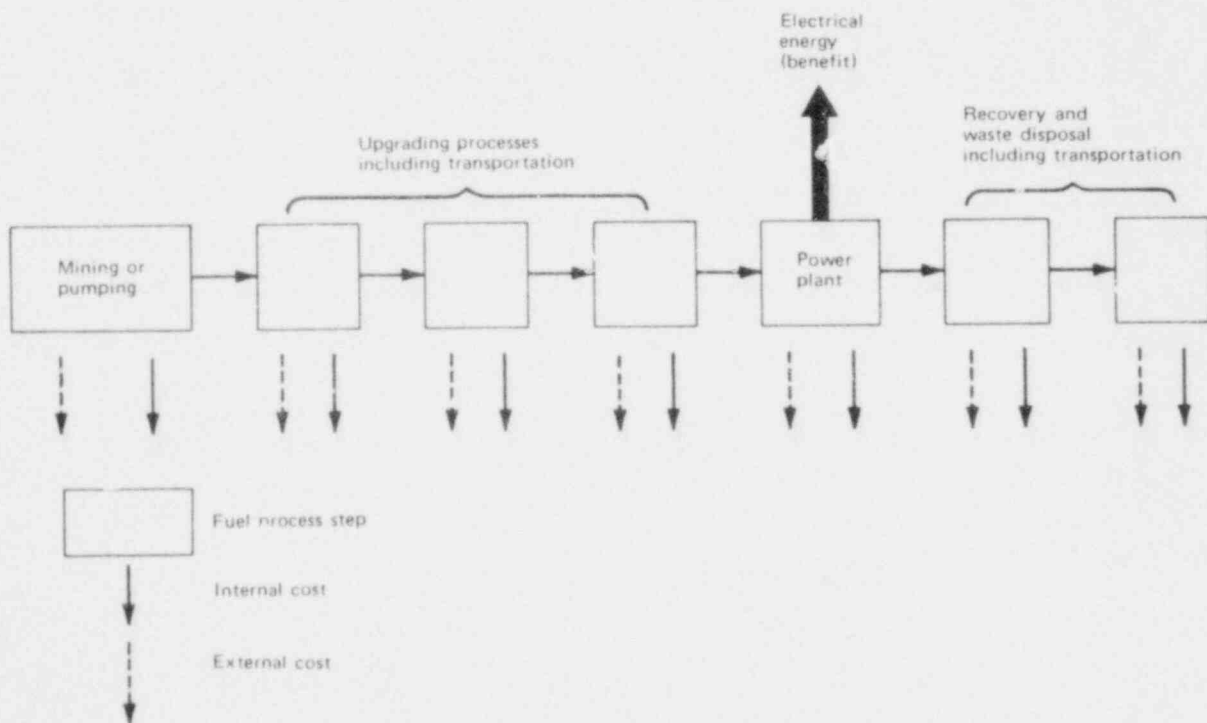 Electrical
energy
(benefit)
Upgrading processes
including transportation
Recovery and
waste disposal
including transportation
Mining or
pumping
Power
plant
Fuel process step
Internal cost
External cost